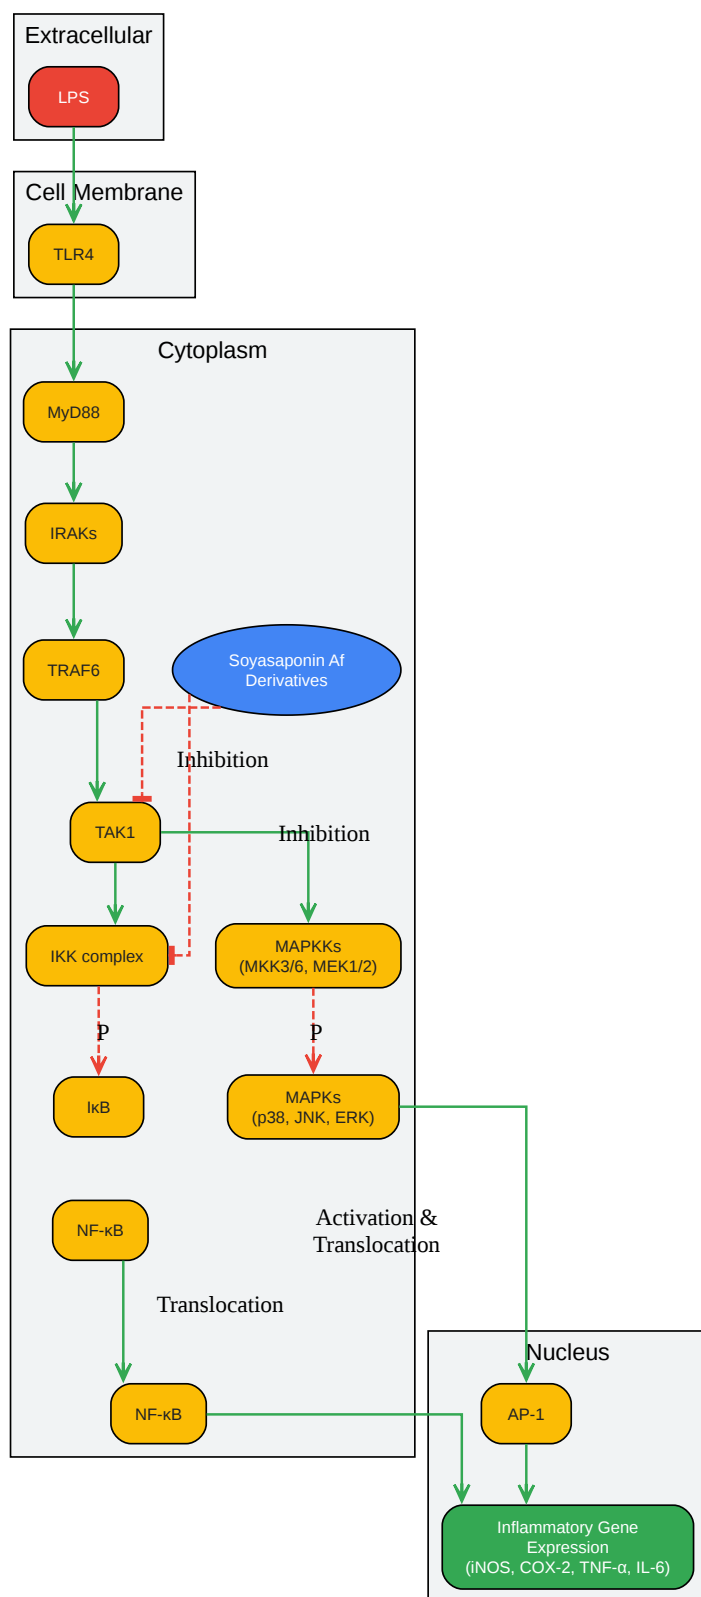 Extracellular
LPS
Cell Membrane
TLR4
Cytoplasm
MyD88
IRAKs
TRAF6
Soyasaponin Af
Derivatives
Inhibition
TAK1
Inhibition
IKK complex
MAPKKs
(MKK3/6, MEK1/2)
P
P
IκB
MAPKs
(p38, JNK, ERK)
NF-κB
Activation &
Translocation
Translocation
Nucleus
NF-κB
AP-1
Inflammatory Gene
Expression
(iNOS, COX-2, TNF-α, IL-6)